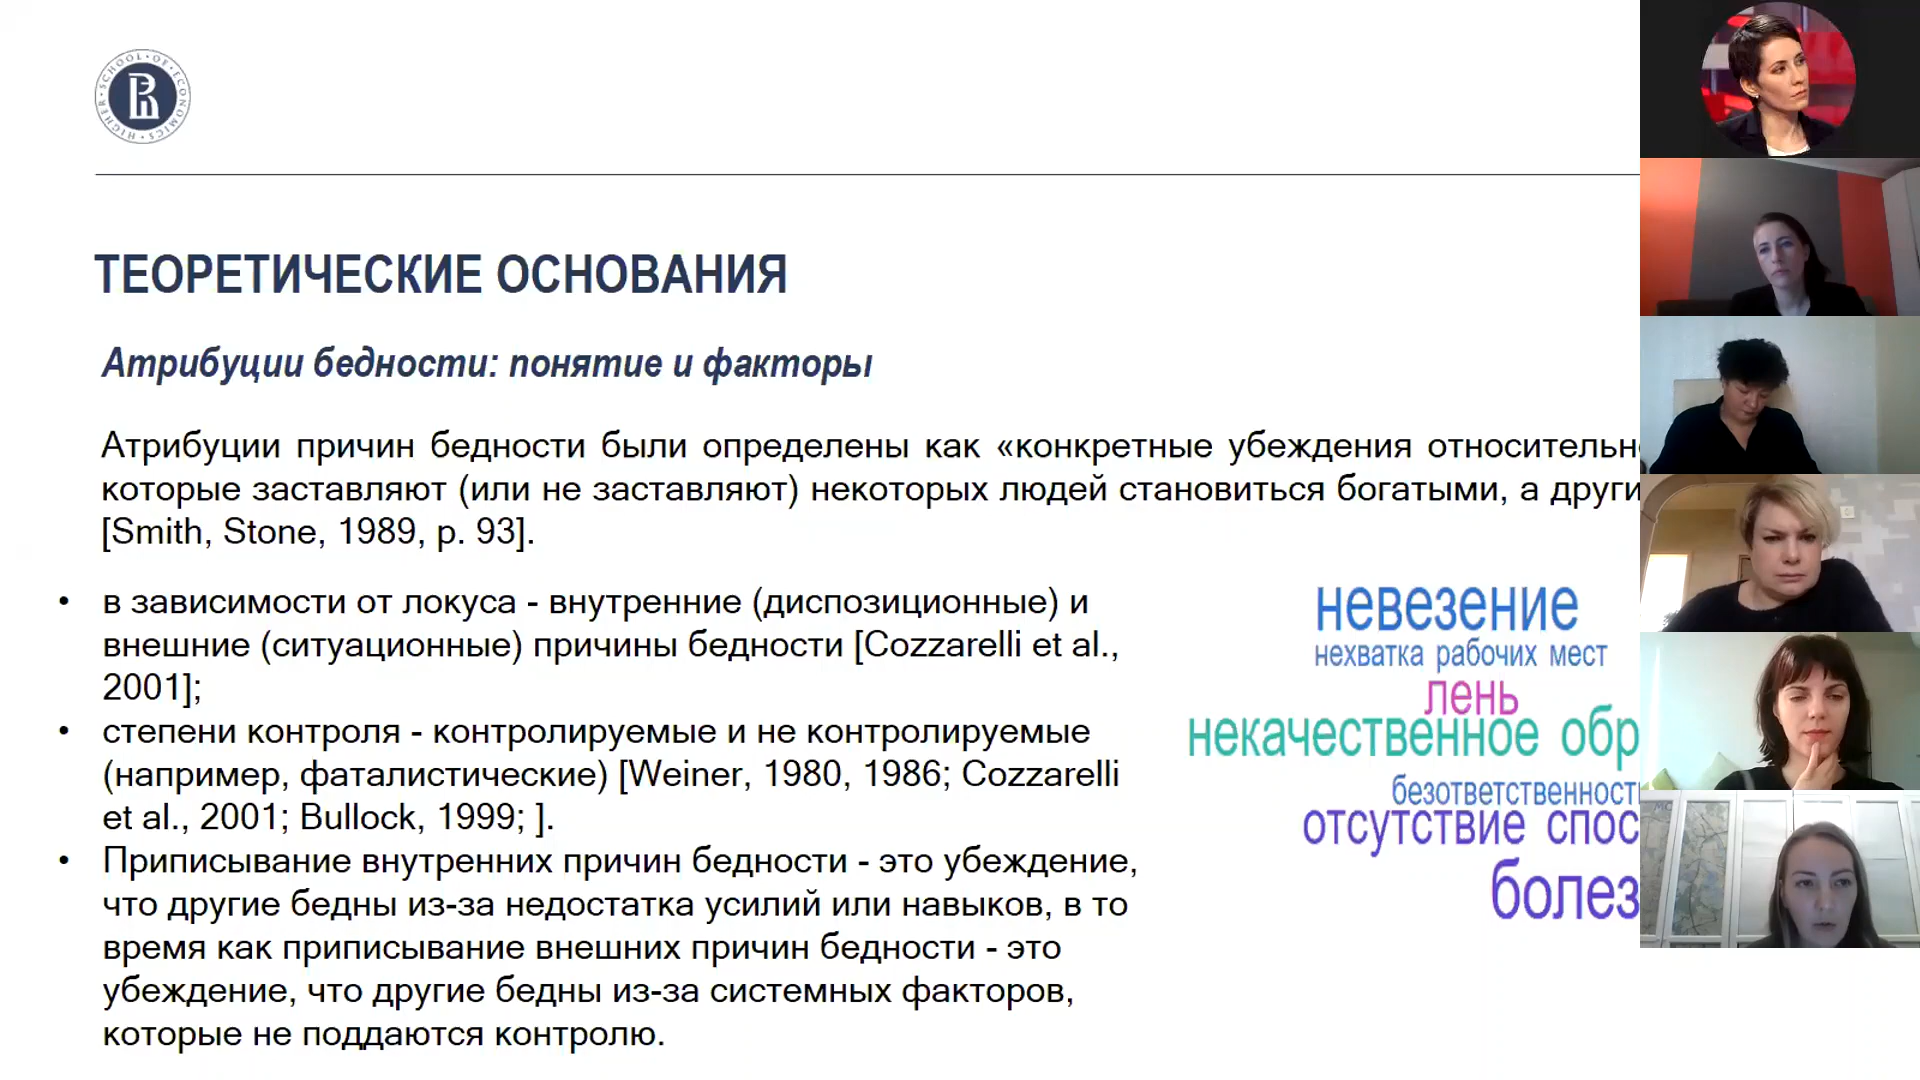 HIGHER · SCHOOL · OF · ECONOMICS
ТЕОРЕТИЧЕСКИЕ ОСНОВАНИЯ
Атрибуции бедности: понятие и факторы
Атрибуции причин бедности были определены как «конкретные убеждения относительно
которые заставляют (или не заставляют) некоторых людей становиться богатыми, а други
[Smith, Stone, 1989, p. 93].
• в зависимости от локуса - внутренние (диспозиционные) и
внешние (ситуационные) причины бедности [Cozzarelli et al.,
2001];
• степени контроля - контролируемые и не контролируемые
(например, фаталистические) [Weiner, 1980, 1986; Cozzarelli
et al., 2001; Bullock, 1999; ].
• Приписывание внутренних причин бедности - это убеждение,
что другие бедны из-за недостатка усилий или навыков, в то
время как приписывание внешних причин бедности - это
убеждение, что другие бедны из-за системных факторов,
которые не поддаются контролю.
невезение
нехватка рабочих мест
лень
некачественное обр
безответственност
отсутствие спос
болез